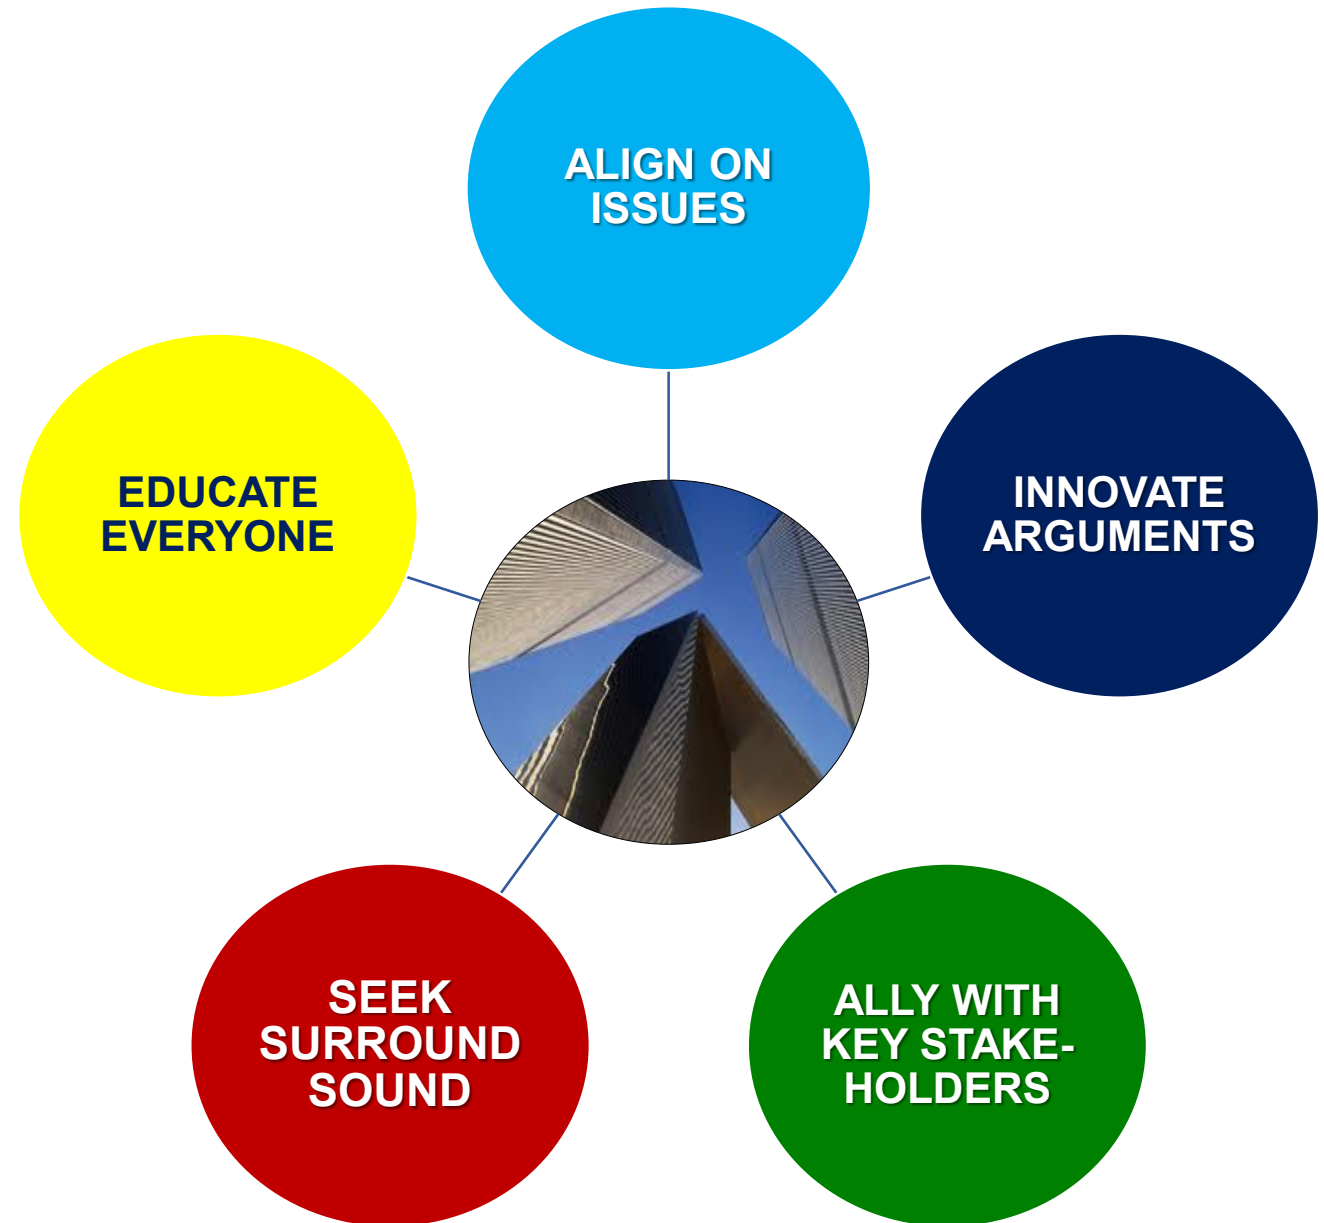 ALIGN ON
ISSUES
INNOVATE
ARGUMENTS
ALLY WITH
KEY STAKE-
HOLDERS
SEEK
SURROUND
SOUND
EDUCATE
EVERYONE